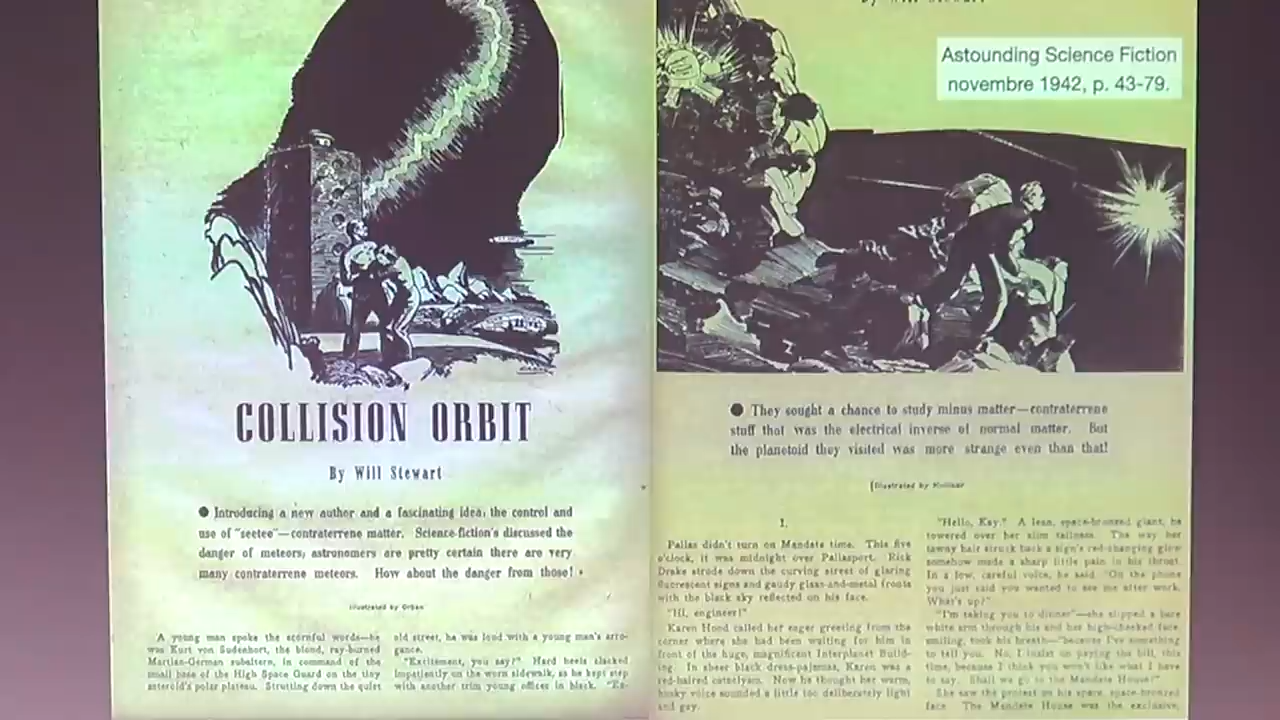 COLLISION ORBIT
By Will Stewart
● Introducing a new author and a fascinating idea; the control and
use of "seetee"—contraterrene matter. Science-fiction's discussed the
danger of meteors; astronomers are pretty certain there are very
many contraterrene meteors. How about the danger from those!
Illustrated by Orban
A young man spoke the scornful words—he
was Kurt von Sudenhorst, the blond, ray-burned
Martian-German subaltern, in command of the
small base of the High Space Guard on the tiny
asteroid's polar plateau. Strutting down the quiet
old street, he was loud with a young man's arro-
gance.
"Excitement, you say?" Hard heels clacked
impatiently on the worn sidewalk, as he kept step
with another trim young officer in black. "Ex-
By Will Stewart
Astounding Science Fiction
novembre 1942, p. 43-79.
● They sought a chance to study minus matter—contraterrene
stuff that was the electrical inverse of normal matter. But
the planetoid they visited was more strange even than that!
Illustrated by Kolliker
I.
Pallas didn't turn on Mandate time. This five
o'clock, it was midnight over Pallasport. Rick
Drake strode down the curving street of glaring
fluorescent signs and gaudy glass-and-metal fronts
with the black sky reflected on his face.
"Hi, engineer!"
Karen Hood called her eager greeting from the
corner where she had been waiting for him in
front of the huge, magnificent Interplanet Build-
ing. In sheer black dress-pajamas, Karen was a
red-haired cataclysm. Now he thought her warm,
husky voice sounded a little too deliberately light
and gay.
"Hello, Kay." A lean, space-bronzed giant, he
towered over her slim tallness. The way her
tawny hair struck back a sign's red-changing glow
somehow made a sharp little pain in his throat.
In a low, careful voice, he said: "On the phone
you just said you wanted to see me after work.
What's up?"
"I'm taking you to dinner"—she slipped a bare
white arm through his and her high-cheeked face,
smiling, took his breath—"because I've something
to tell you. No, I insist on paying the bill, this
time, because I think you won't like what I have
to say. Shall we go to the Mandate House?"
She saw the protest on his spare, space-bronzed
face. The Mandate House was the exclusive,